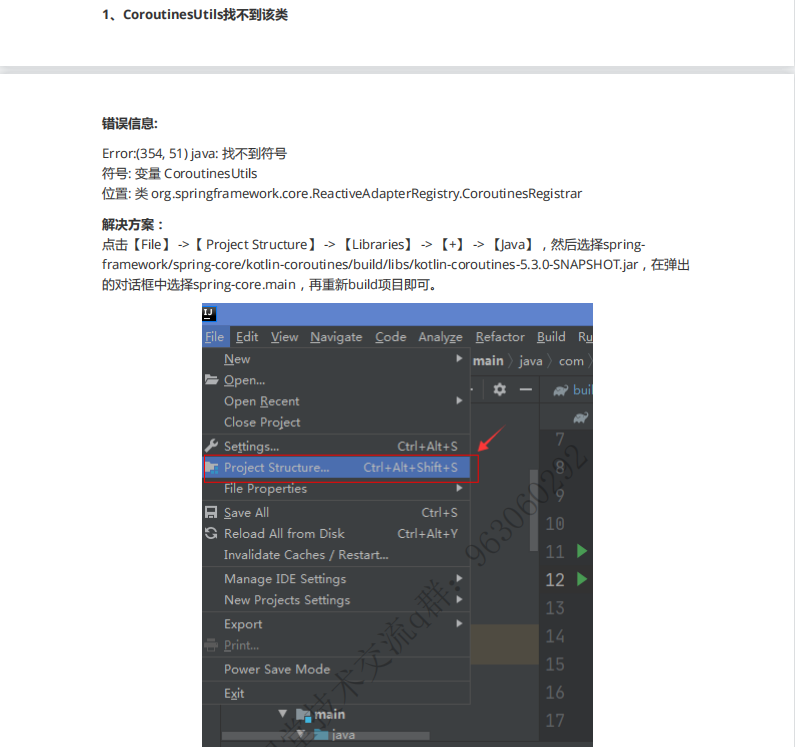 1、CoroutinesUtils找不到该类
错误信息:
Error:(354, 51) java: 找不到符号
符号: 变量 CoroutinesUtils
位置: 类 org.springframework.core.ReactiveAdapterRegistry.CoroutinesRegistrar
解决方案：
点击【File】 ->【 Project Structure】 -> 【Libraries】 -> 【+】 -> 【Java】，然后选择spring-
framework/spring-core/kotlin-coroutines/build/libs/kotlin-coroutines-5.3.0-SNAPSHOT.jar，在弹出
的对话框中选择spring-core.main，再重新build项目即可。
IJ
File Edit View Navigate Code Analyze Refactor Build Ru
main java com
New
Open...
bui
Open Recent
Close Project
Settings... Ctrl+Alt+S
7
Project Structure... Ctrl+Alt+Shift+S
8
File Properties
9
Save All Ctrl+S
10
Reload All from Disk Ctrl+Alt+Y
Invalidate Caches / Restart...
11
Manage IDE Settings
12
New Projects Settings
13
Export
14
Print...
15
Power Save Mode
Exit
16
main
17
java
技术交流q群：963060292